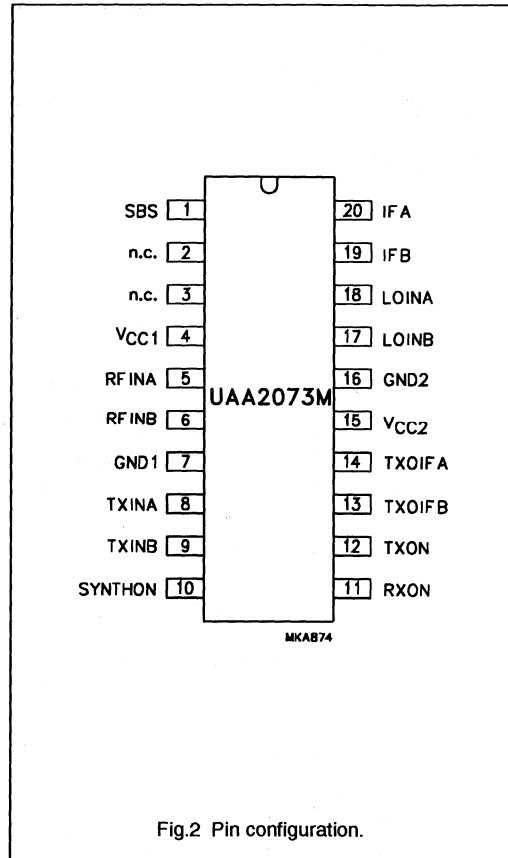 SBS 1 20 IFA
n.c. 2 19 IFB
n.c. 3 18 LOINA
VCC1 4 17 LOINB
RFINA 5 16 GND2
UAA2073M
RFINB 6 15 VCC2
GND1 7 14 TXOIFA
TXINA 8 13 TXOIFB
TXINB 9 12 TXON
SYNTHON 10 11 RXON
MKA874
Fig.2 Pin configuration.